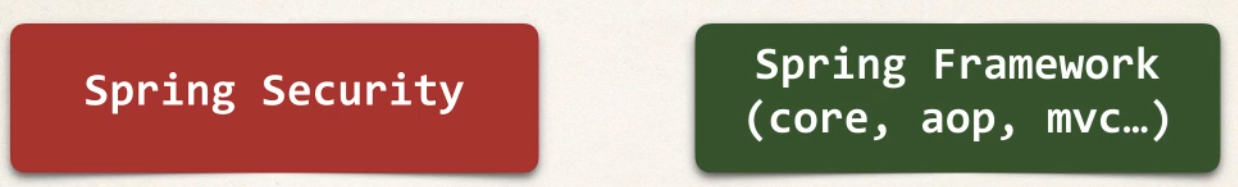 Spring Security
Spring Framework
(core, aop, mvc…)